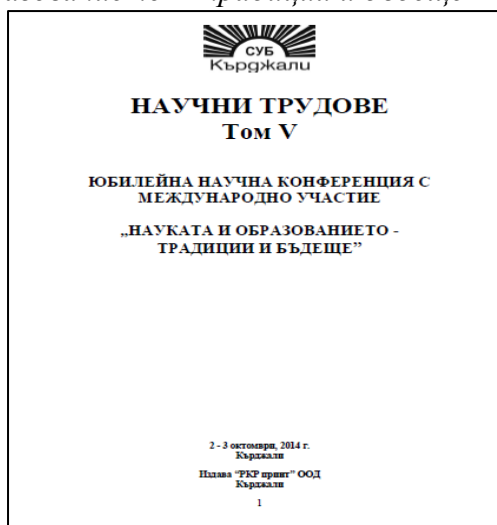 СУБ
Кърджали
НАУЧНИ ТРУДОВЕ
Том V
ЮБИЛЕЙНА НАУЧНА КОНФЕРЕНЦИЯ С
МЕЖДУНАРОДНО УЧАСТИЕ
„НАУКАТА И ОБРАЗОВАНИЕТО -
ТРАДИЦИИ И БЪДЕЩЕ”
2 - 3 октомври, 2014 г.
Кърджали
Издава “РКР принт” ООД
Кърджали
1